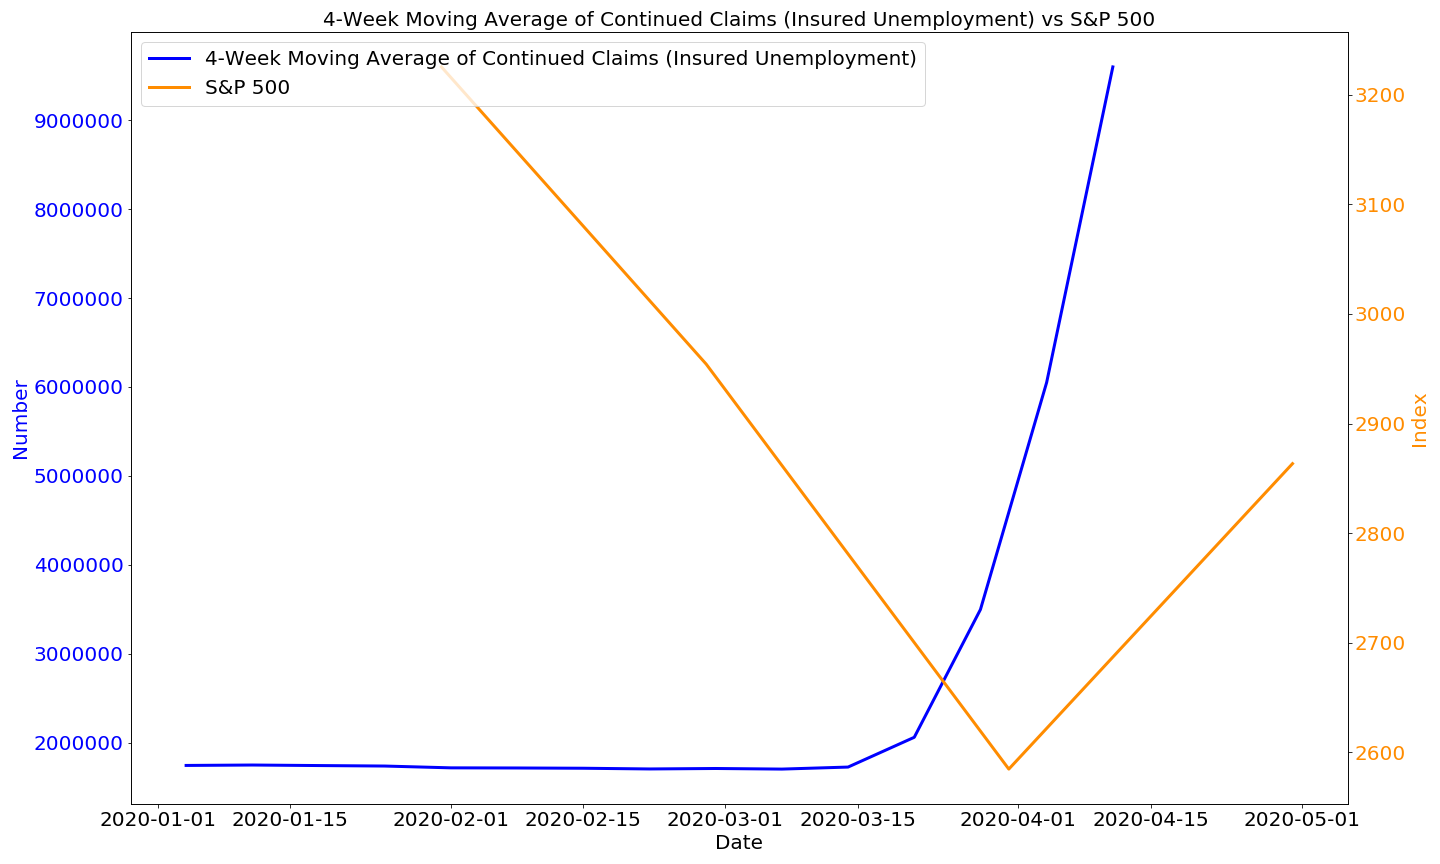 4-Week Moving Average of Continued Claims (Insured Unemployment) vs S&P 500
4-Week Moving Average of Continued Claims (Insured Unemployment)
S&P 500
9000000
8000000
7000000
6000000
5000000
4000000
3000000
2000000
Number
3200
3100
3000
2900
2800
2700
2600
Index
2020-01-01 2020-01-15 2020-02-01 2020-02-15 2020-03-01 2020-03-15 2020-04-01 2020-04-15 2020-05-01
Date